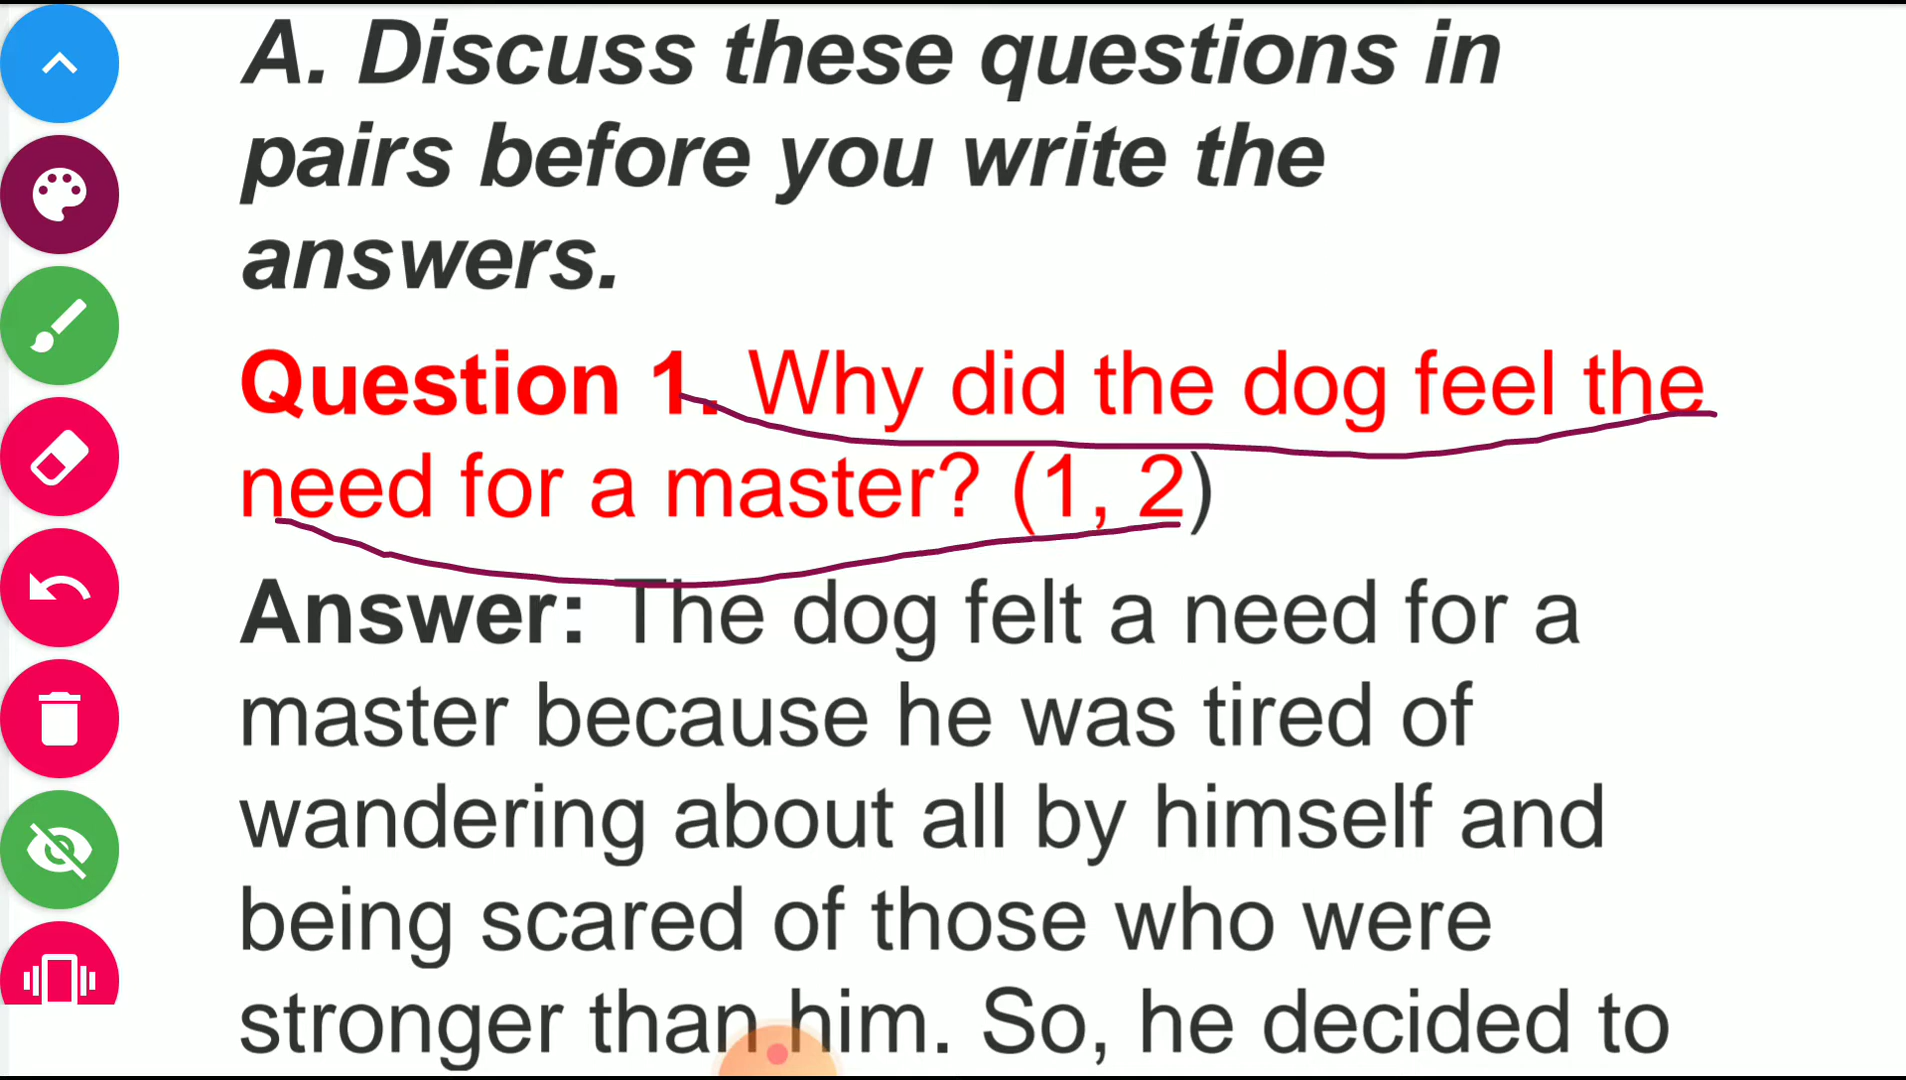 A. Discuss these questions in
pairs before you write the
answers.
Question 1. Why did the dog feel the
need for a master? (1, 2)
Answer: The dog felt a need for a
master because he was tired of
wandering about all by himself and
being scared of those who were
stronger than him. So, he decided to